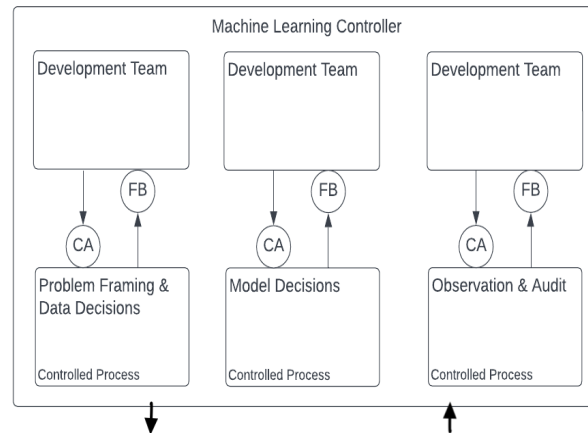 Machine Learning Controller
Development Team
Development Team
Development Team
CA
FB
CA
FB
CA
FB
Problem Framing &
Data Decisions
Controlled Process
Model Decisions
Controlled Process
Observation & Audit
Controlled Process